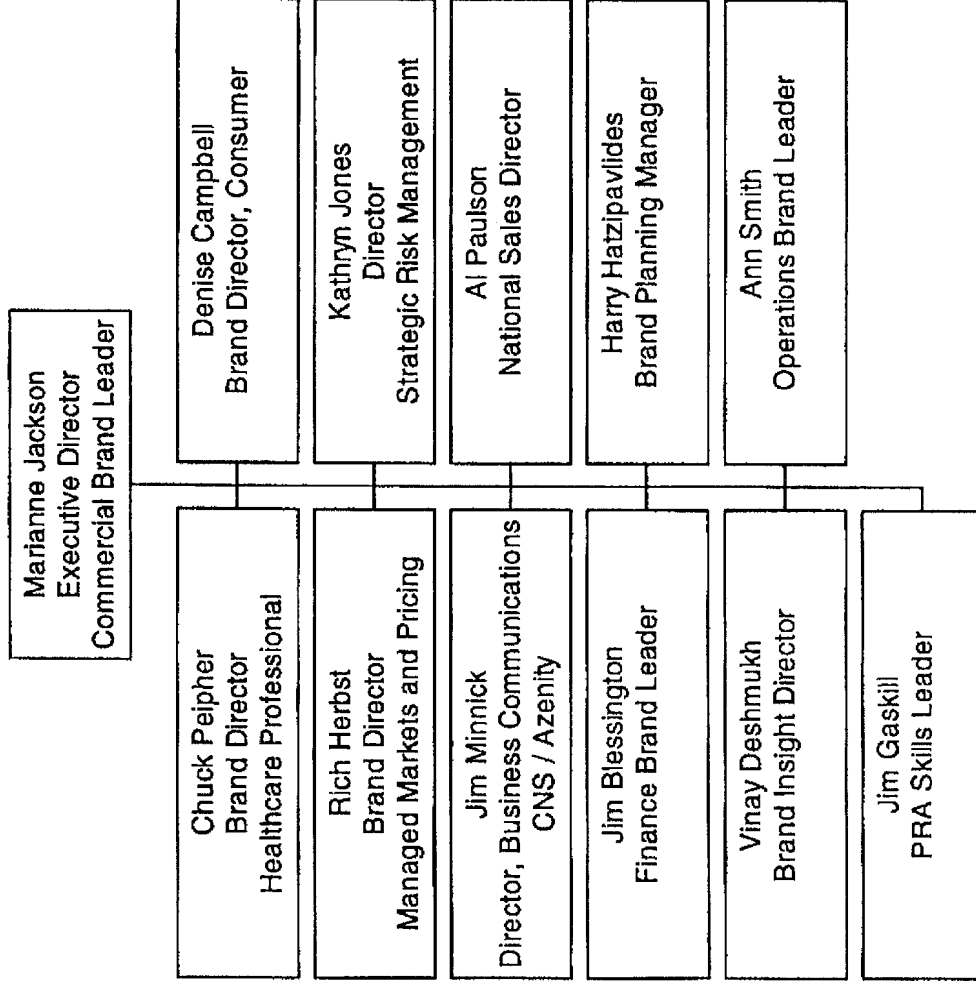 Marianne Jackson
Executive Director
Commercial Brand Leader
Chuck Peipher
Brand Director
Healthcare Professional
Denise Campbell
Brand Director, Consumer
Rich Herbst
Brand Director
Managed Markets and Pricing
Kathryn Jones
Director
Strategic Risk Management
Jim Minnick
Director, Business Communications
CNS / Azenity
Al Paulson
National Sales Director
Jim Blessington
Finance Brand Leader
Harry Hatzipavlides
Brand Planning Manager
Vinay Deshmukh
Brand Insight Director
Ann Smith
Operations Brand Leader
Jim Gaskill
PRA Skills Leader